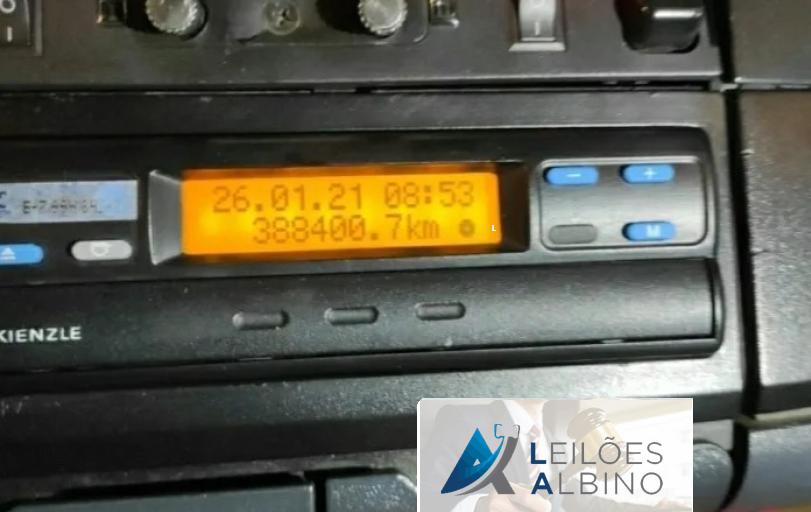 26.01.21 08:53
388400.7km
M
KIENZLE
LEILÕES
ALBINO